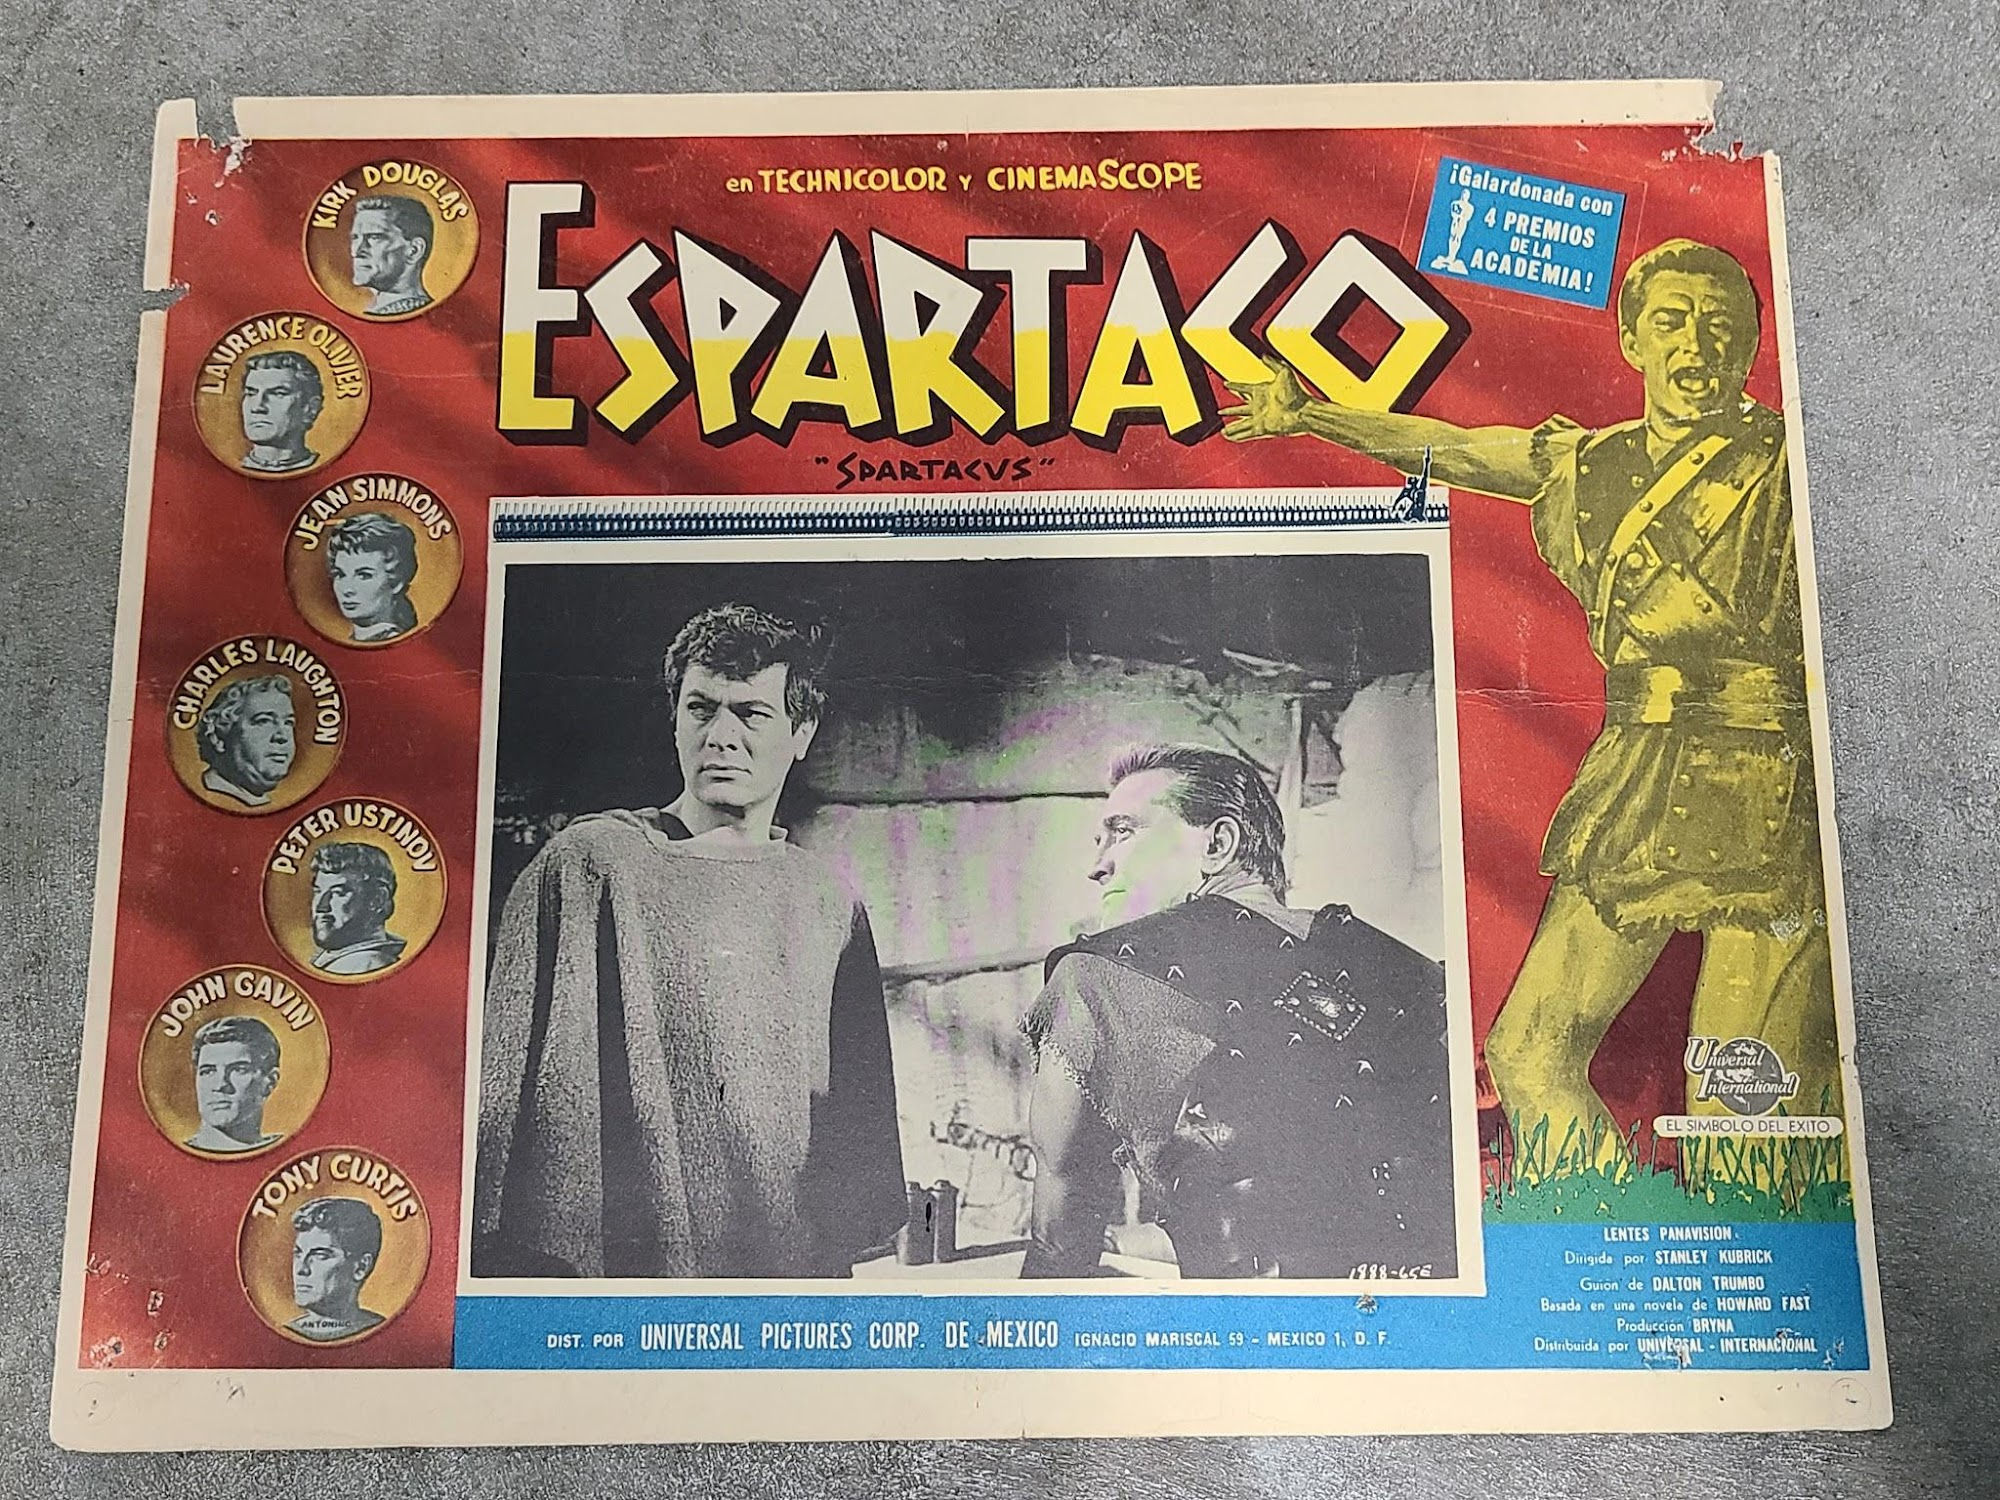 en TECHNICOLOR Y CINEMASCOPE
ESPARTACO
"SPARTACUS"
¡Galardonada con
4 PREMIOS
DE LA
ACADEMIA!
KIRK DOUGLAS
LAURENCE OLIVIER
JEAN SIMMONS
CHARLES LAUGHTON
PETER USTINOV
JOHN GAVIN
TONY CURTIS
ANTONINUS
1988-65E
Universal
International
EL SIMBOLO DEL EXITO
LENTES PANAVISION.
Dirigida por STANLEY KUBRICK
Guión de DALTON TRUMBO
Basada en una novela de HOWARD FAST
Producción BRYNA
Distribuida por UNIVERSAL - INTERNACIONAL
DIST. POR UNIVERSAL PICTURES CORP. DE MEXICO IGNACIO MARISCAL 59 - MEXICO 1, D. F.